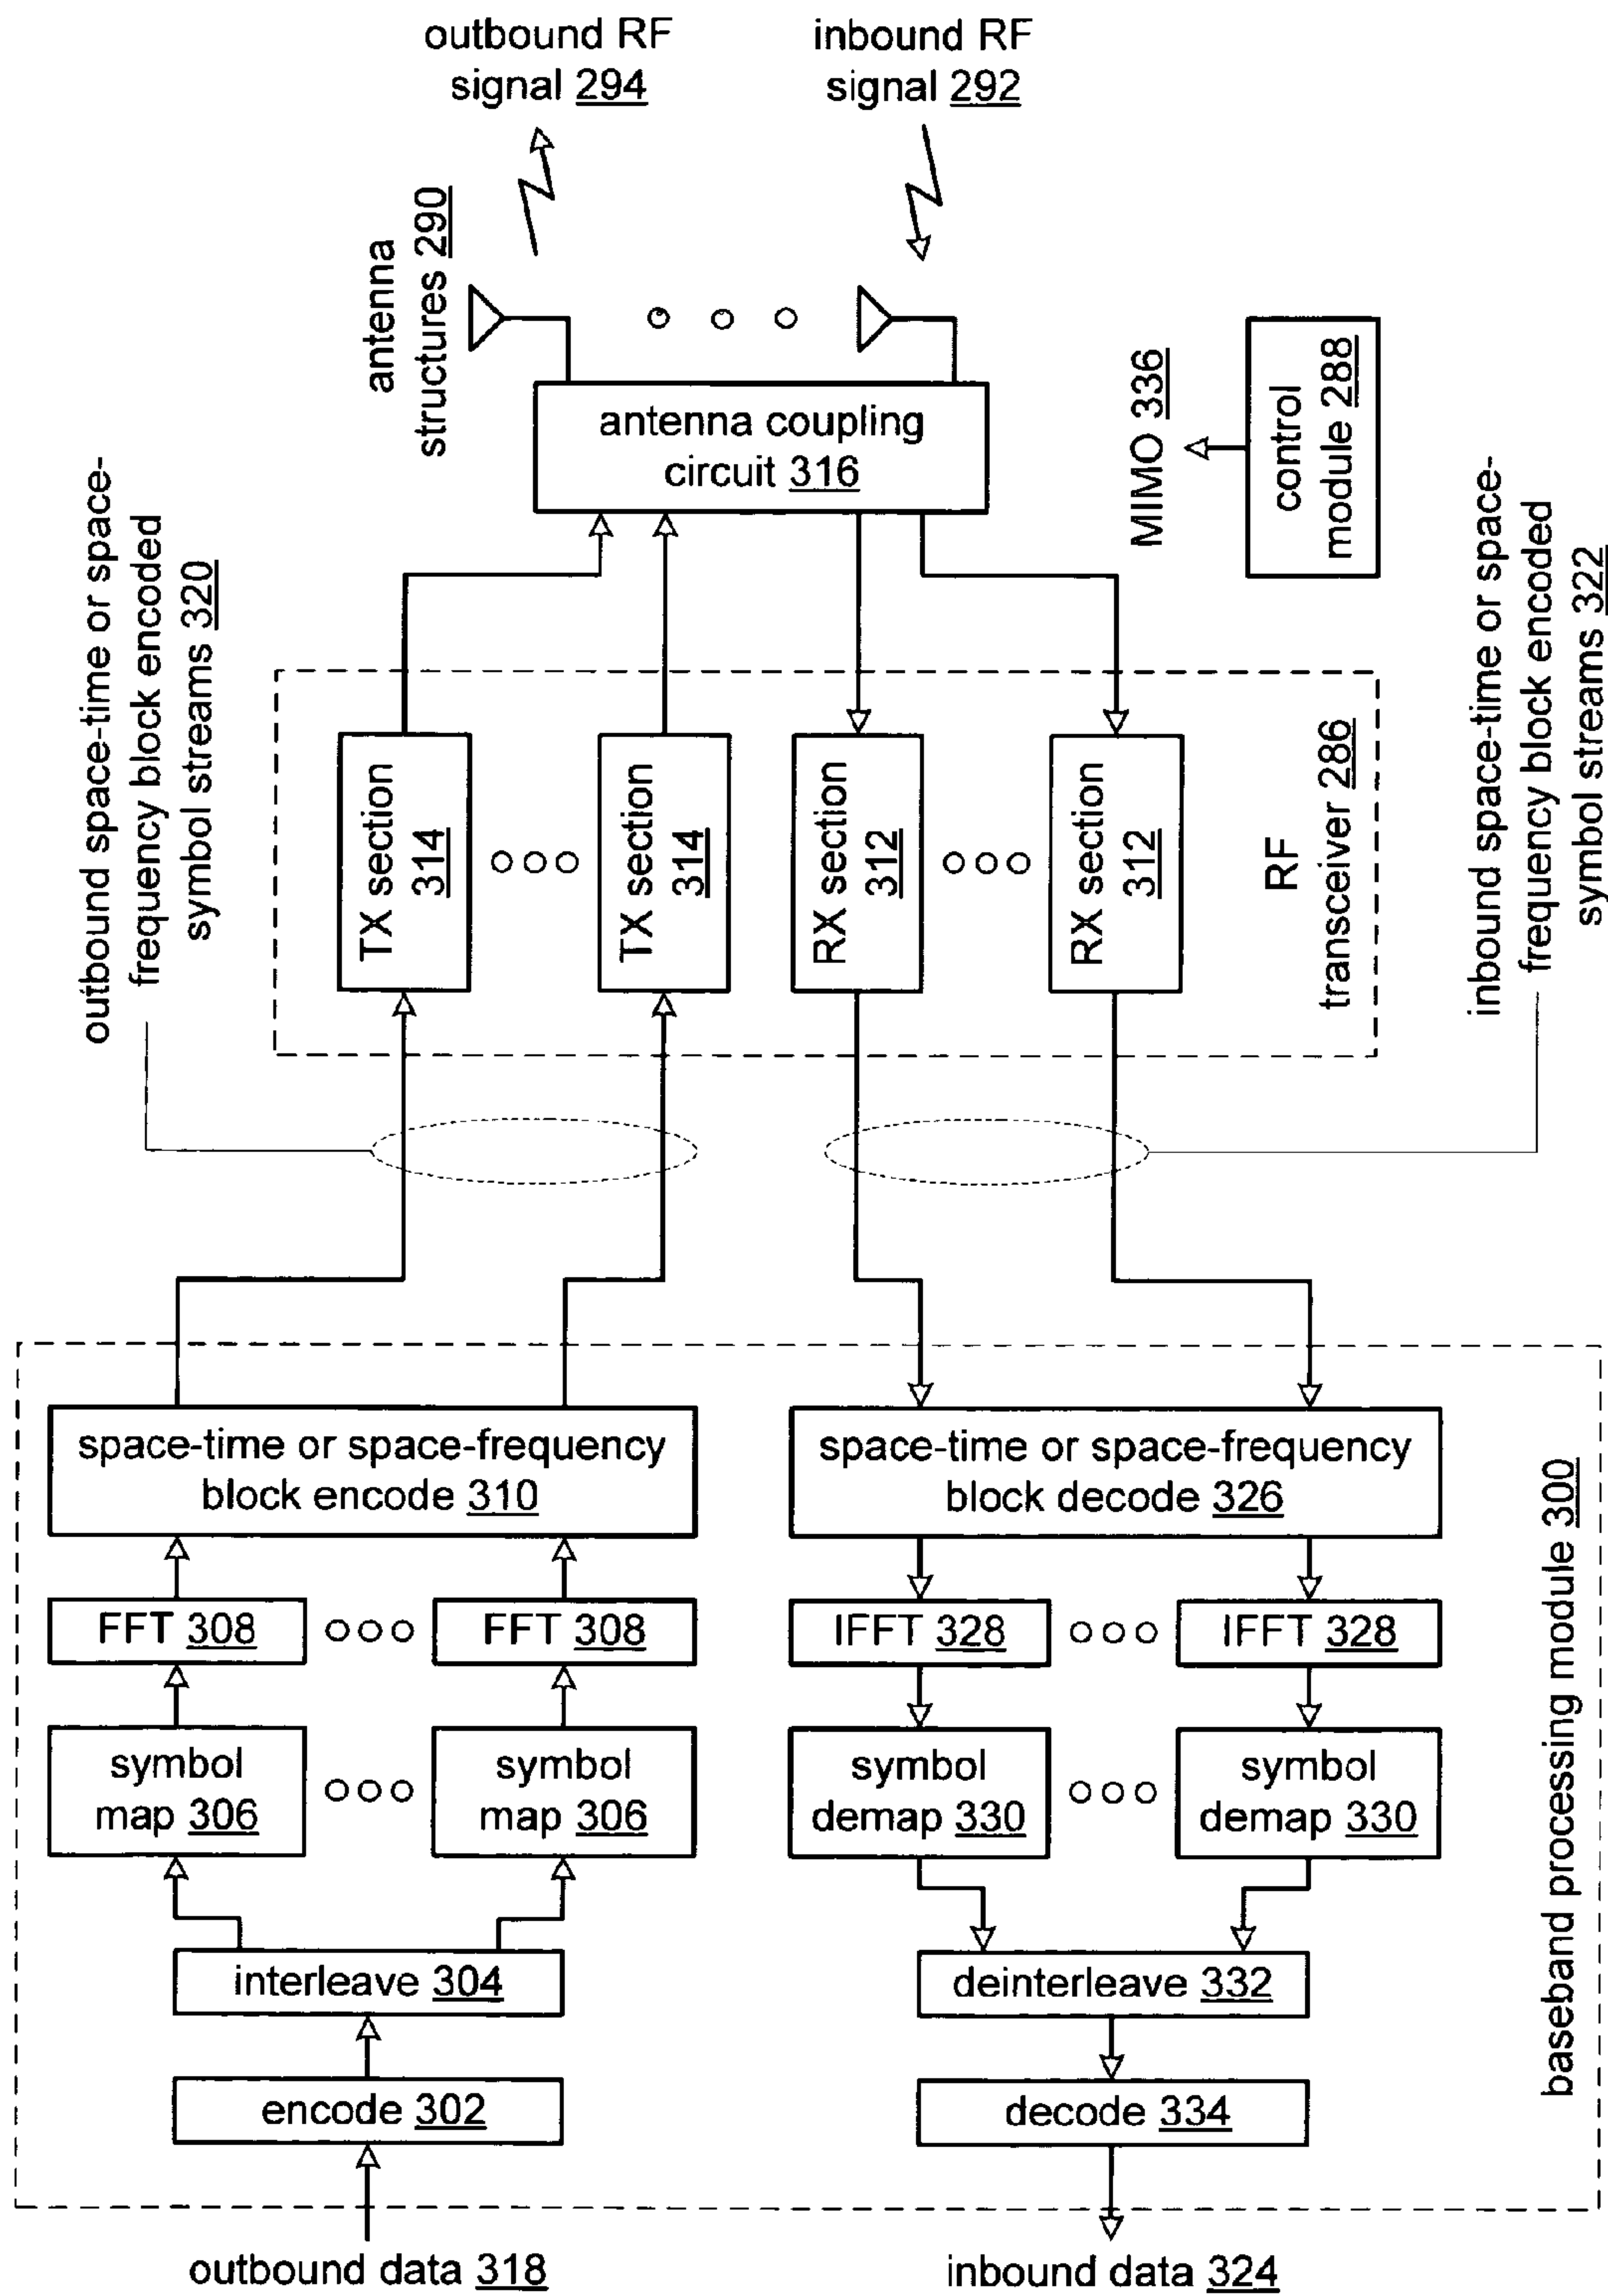 outbound RF
signal 294
inbound RF
signal 292
antenna
structures 290
antenna coupling
circuit 316
MIMO 336
control
module 288
outbound space-time or space-
frequency block encoded
symbol streams 320
TX section
314
TX section
314
RX section
312
RX section
312
RF
transceiver 286
inbound space-time or space-
frequency block encoded
symbol streams 322
space-time or space-frequency
block encode 310
space-time or space-frequency
block decode 326
FFT 308
FFT 308
IFFT 328
IFFT 328
symbol
map 306
symbol
map 306
symbol
demap 330
symbol
demap 330
interleave 304
deinterleave 332
encode 302
decode 334
baseband processing module 300
outbound data 318
inbound data 324